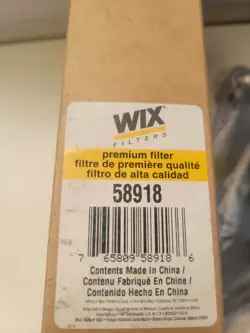 WIX
FILTERS
premium filter
filtre de première qualité
filtro de alta calidad
58918
7 65809 58918 6
Contents Made In China /
Contenu Fabriqué En Chine /
Contenido Hecho En China